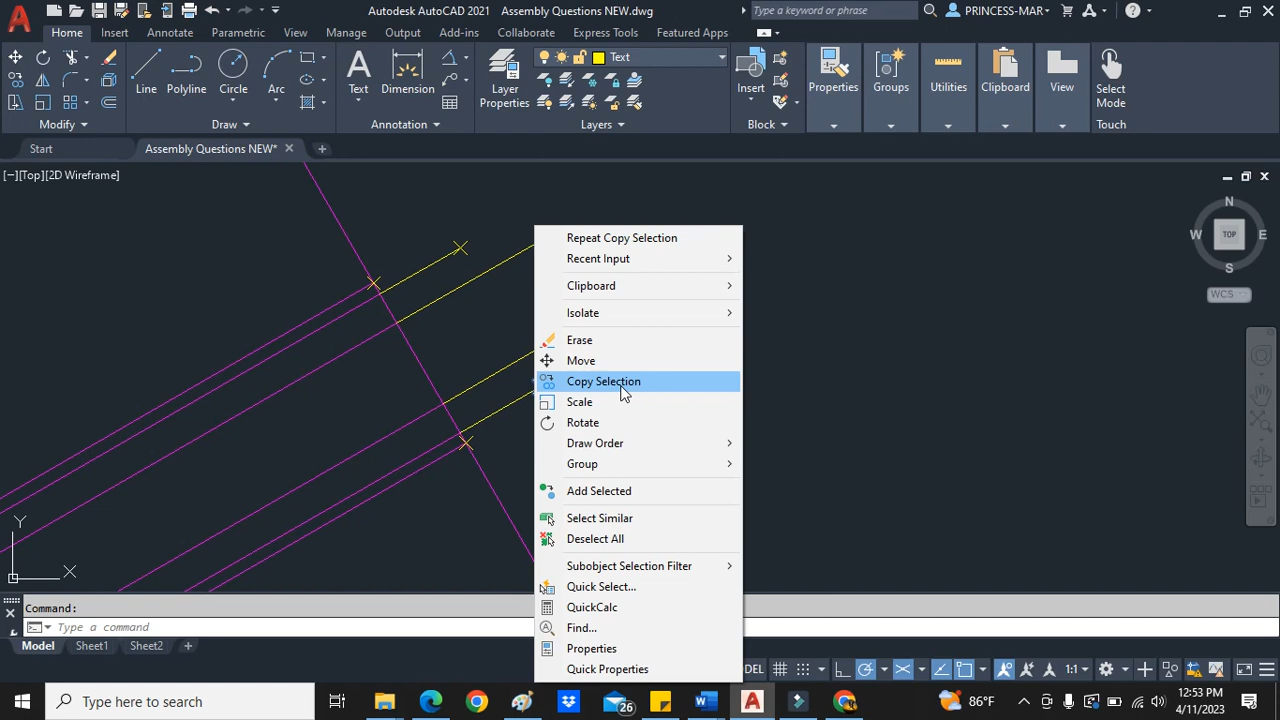 Autodesk AutoCAD 2021 Assembly Questions NEW.dwg
Type a keyword or phrase
PRINCESS-MAR
Home Insert Annotate Parametric View Manage Output Add-ins Collaborate Express Tools Featured Apps
Text
Line Polyline Circle Arc
Text Dimension
Layer Properties
Insert
Properties Groups Utilities Clipboard View
Select Mode
Modify Draw Annotation Layers Block Touch
Start Assembly Questions NEW*
[−][Top][2D Wireframe]
N
W TOP E
S
WCS
Repeat Copy Selection
Recent Input
Clipboard
Isolate
Erase
Move
Copy Selection
Scale
Rotate
Draw Order
Group
Add Selected
Select Similar
Deselect All
Subobject Selection Filter
Quick Select...
QuickCalc
Find...
Properties
Quick Properties
Y
X
Command:
Type a command
Model Sheet1 Sheet2
DEL 1:1
Type here to search
26
86°F
12:53 PM
4/11/2023